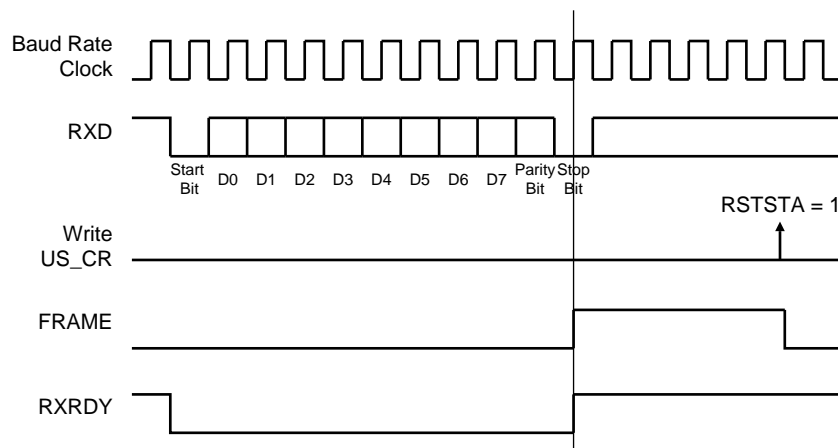 Baud Rate
Clock
RXD
Start
Bit
D0
D1
D2
D3
D4
D5
D6
D7
Parity
Bit
Stop
Bit
RSTSTA = 1
Write
US_CR
FRAME
RXRDY